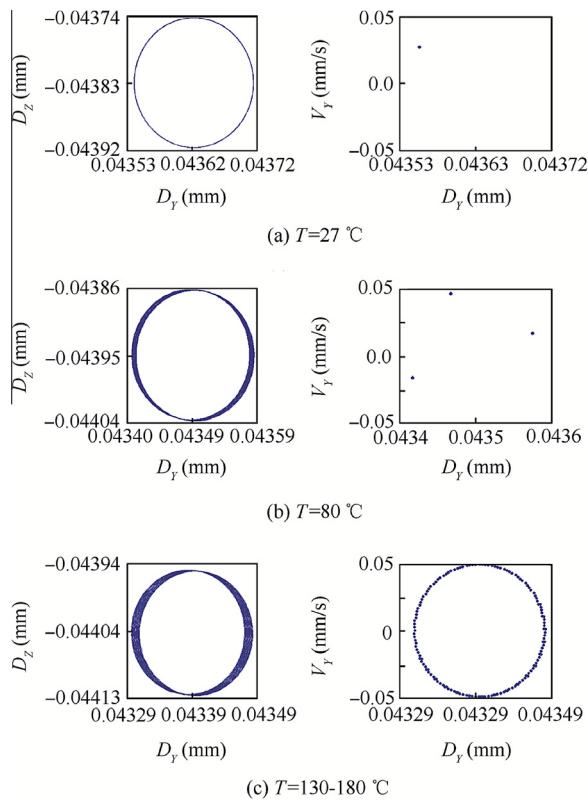 −0.04374
−0.04383
−0.04392
D_Z (mm)
0.04353 0.04362 0.04372
D_Y (mm)
0.05
0.0
−0.05
V_Y (mm/s)
0.04353 0.04363 0.04372
D_Y (mm)
(a) T=27 ℃
−0.04386
−0.04395
−0.04404
D_Z (mm)
0.04340 0.04349 0.04359
D_Y (mm)
0.05
0.0
−0.05
V_Y (mm/s)
0.0434 0.0435 0.0436
D_Y (mm)
(b) T=80 ℃
−0.04394
−0.04404
−0.04413
D_Z (mm)
0.04329 0.04339 0.04349
D_Y (mm)
0.05
0
−0.05
V_Y (mm/s)
0.04329 0.04329 0.04349
D_Y (mm)
(c) T=130-180 ℃